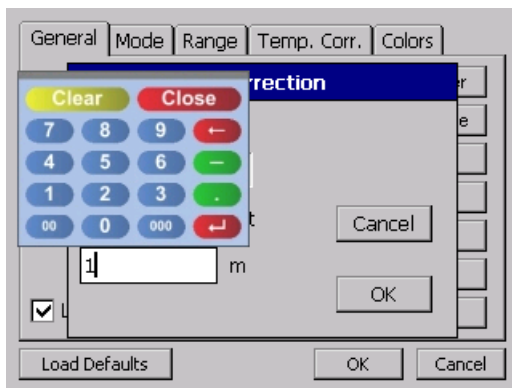 General Mode Range Temp. Corr. Colors
rrection
Clear Close
7 8 9 ←
4 5 6 −
1 2 3 .
00 0 000 ↵
t
Cancel
1 m
OK
r
e
L
Load Defaults OK Cancel